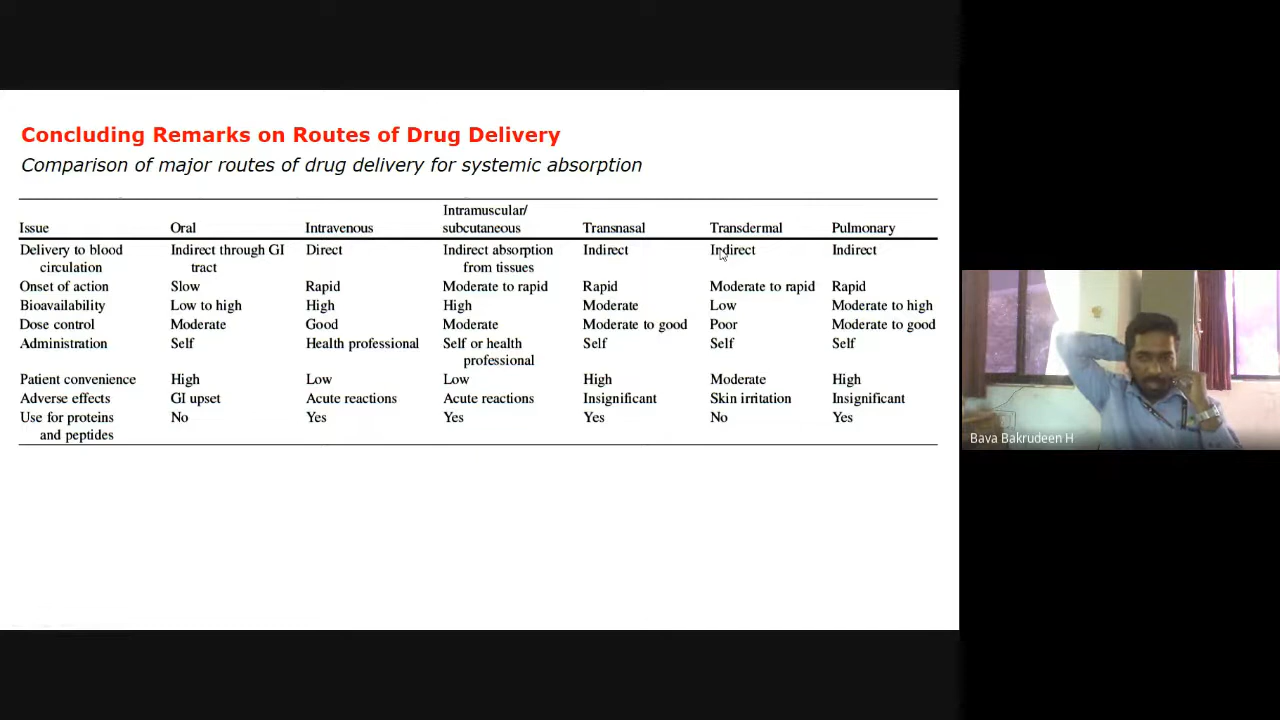 Concluding Remarks on Routes of Drug Delivery
Comparison of major routes of drug delivery for systemic absorption
Issue Oral Intravenous Intramuscular/ subcutaneous Transnasal Transdermal Pulmonary
Delivery to blood circulation Indirect through GI tract Direct Indirect absorption from tissues Indirect Indirect Indirect
Onset of action Slow Rapid Moderate to rapid Rapid Moderate to rapid Rapid
Bioavailability Low to high High High Moderate Low Moderate to high
Dose control Moderate Good Moderate Moderate to good Poor Moderate to good
Administration Self Health professional Self or health professional Self Self Self
Patient convenience High Low Low High Moderate High
Adverse effects GI upset Acute reactions Acute reactions Insignificant Skin irritation Insignificant
Use for proteins and peptides No Yes Yes Yes No Yes
Bava Bakrudeen H